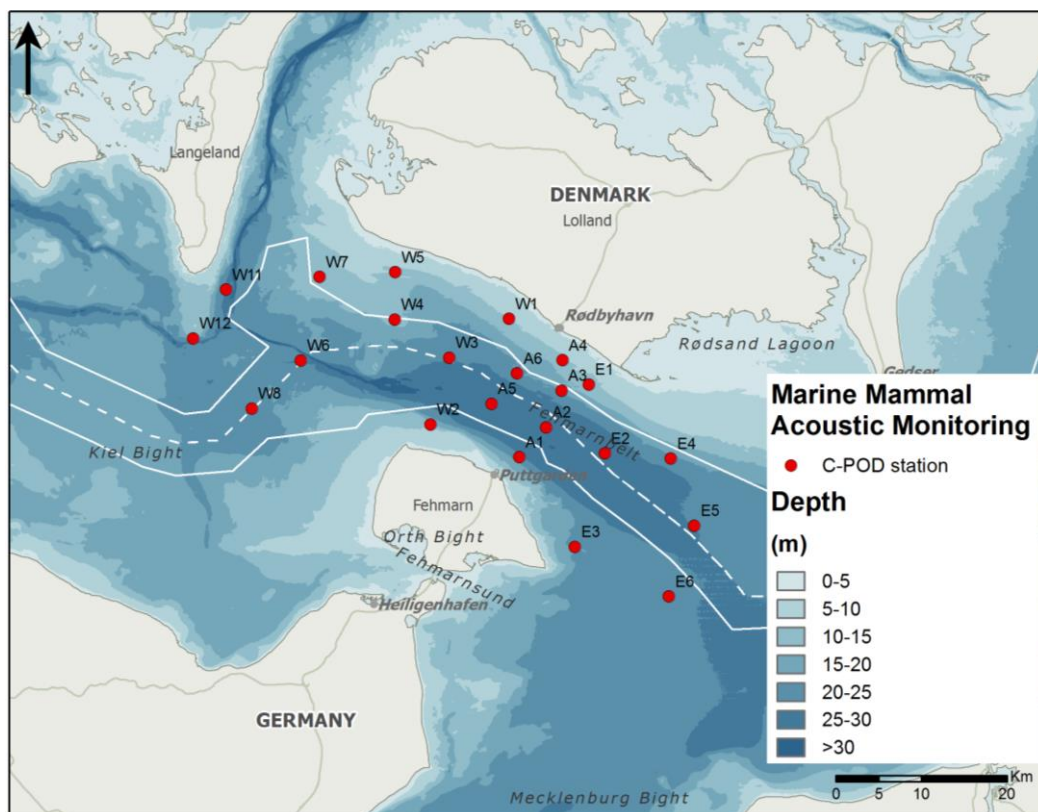 Langeland
DENMARK
Lolland
W7
W5
W11
W4
W1
Rødbyhavn
W12
W6
W3
A4
Rødsand Lagoon
A6
E1
A3
Gedser
W8
A5
W2
A2
Fehmarnbelt
Kiel Bight
A1
E2
E4
Puttgarden
Fehmarn
E5
Orth Bight
E3
Fehmarnsund
E6
Heiligenhafen
GERMANY
Mecklenburg Bight
Marine Mammal
Acoustic Monitoring
C-POD station
Depth
(m)
0-5
5-10
10-15
15-20
20-25
25-30
>30
Km
0 5 10 20